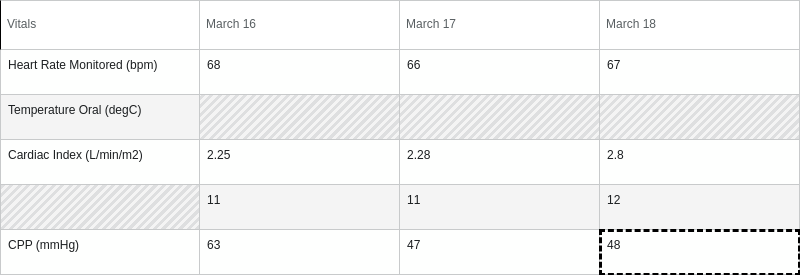 Vitals March 16 March 17 March 18
Heart Rate Monitored (bpm) 68 66 67
Temperature Oral (degC)
Cardiac Index (L/min/m2) 2.25 2.28 2.8
11 11 12
CPP (mmHg) 63 47 48